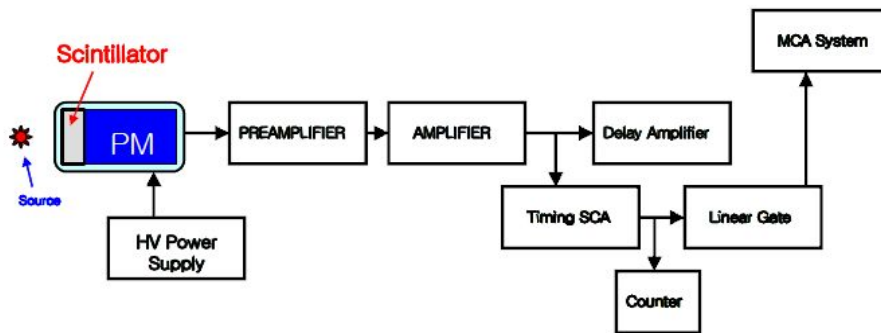 MCA System
Scintillator
PM
PREAMPLIFIER
AMPLIFIER
Delay Amplifier
Source
HV Power
Supply
Timing SCA
Linear Gate
Counter